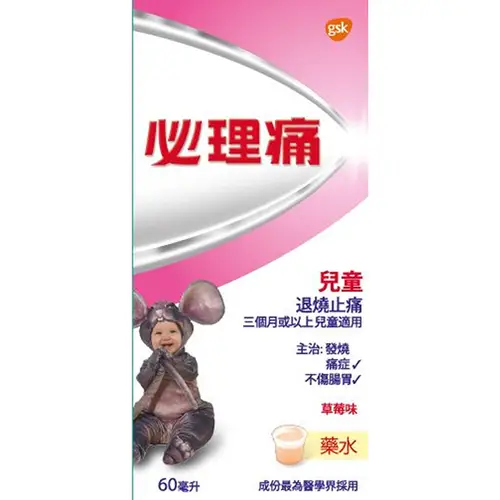 gsk
必理痛
兒童
退燒止痛
三個月或以上兒童適用
主治: 發燒
痛症✓
不傷腸胃✓
草莓味
藥水
60毫升
成份最為醫學界採用